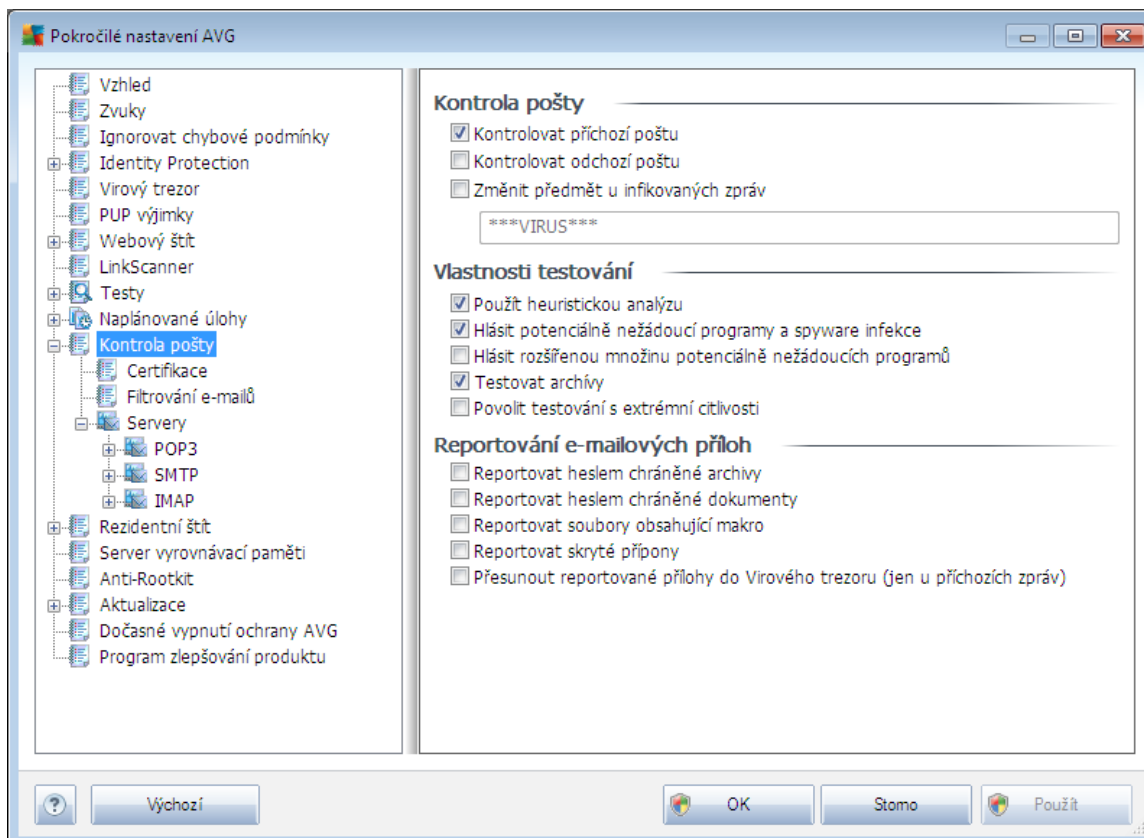 Pokročilé nastavení AVG
Vzhled
Zvuky
Ignorovat chybové podmínky
Identity Protection
Virový trezor
PUP výjimky
Webový štít
LinkScanner
Testy
Naplánované úlohy
Kontrola pošty
Certifikace
Filtrování e-mailů
Servery
POP3
SMTP
IMAP
Rezidentní štít
Server vyrovnávací paměti
Anti-Rootkit
Aktualizace
Dočasné vypnutí ochrany AVG
Program zlepšování produktu
Kontrola pošty
Kontrolovat příchozí poštu
Kontrolovat odchozí poštu
Změnit předmět u infikovaných zpráv
***VIRUS***
Vlastnosti testování
Použít heuristickou analýzu
Hlásit potenciálně nežádoucí programy a spyware infekce
Hlásit rozšířenou množinu potenciálně nežádoucích programů
Testovat archívy
Povolit testování s extrémní citlivosti
Reportování e-mailových příloh
Reportovat heslem chráněné archivy
Reportovat heslem chráněné dokumenty
Reportovat soubory obsahující makro
Reportovat skryté přípony
Přesunout reportované přílohy do Virového trezoru (jen u příchozích zpráv)
?
Výchozí
OK
Stomo
Použít